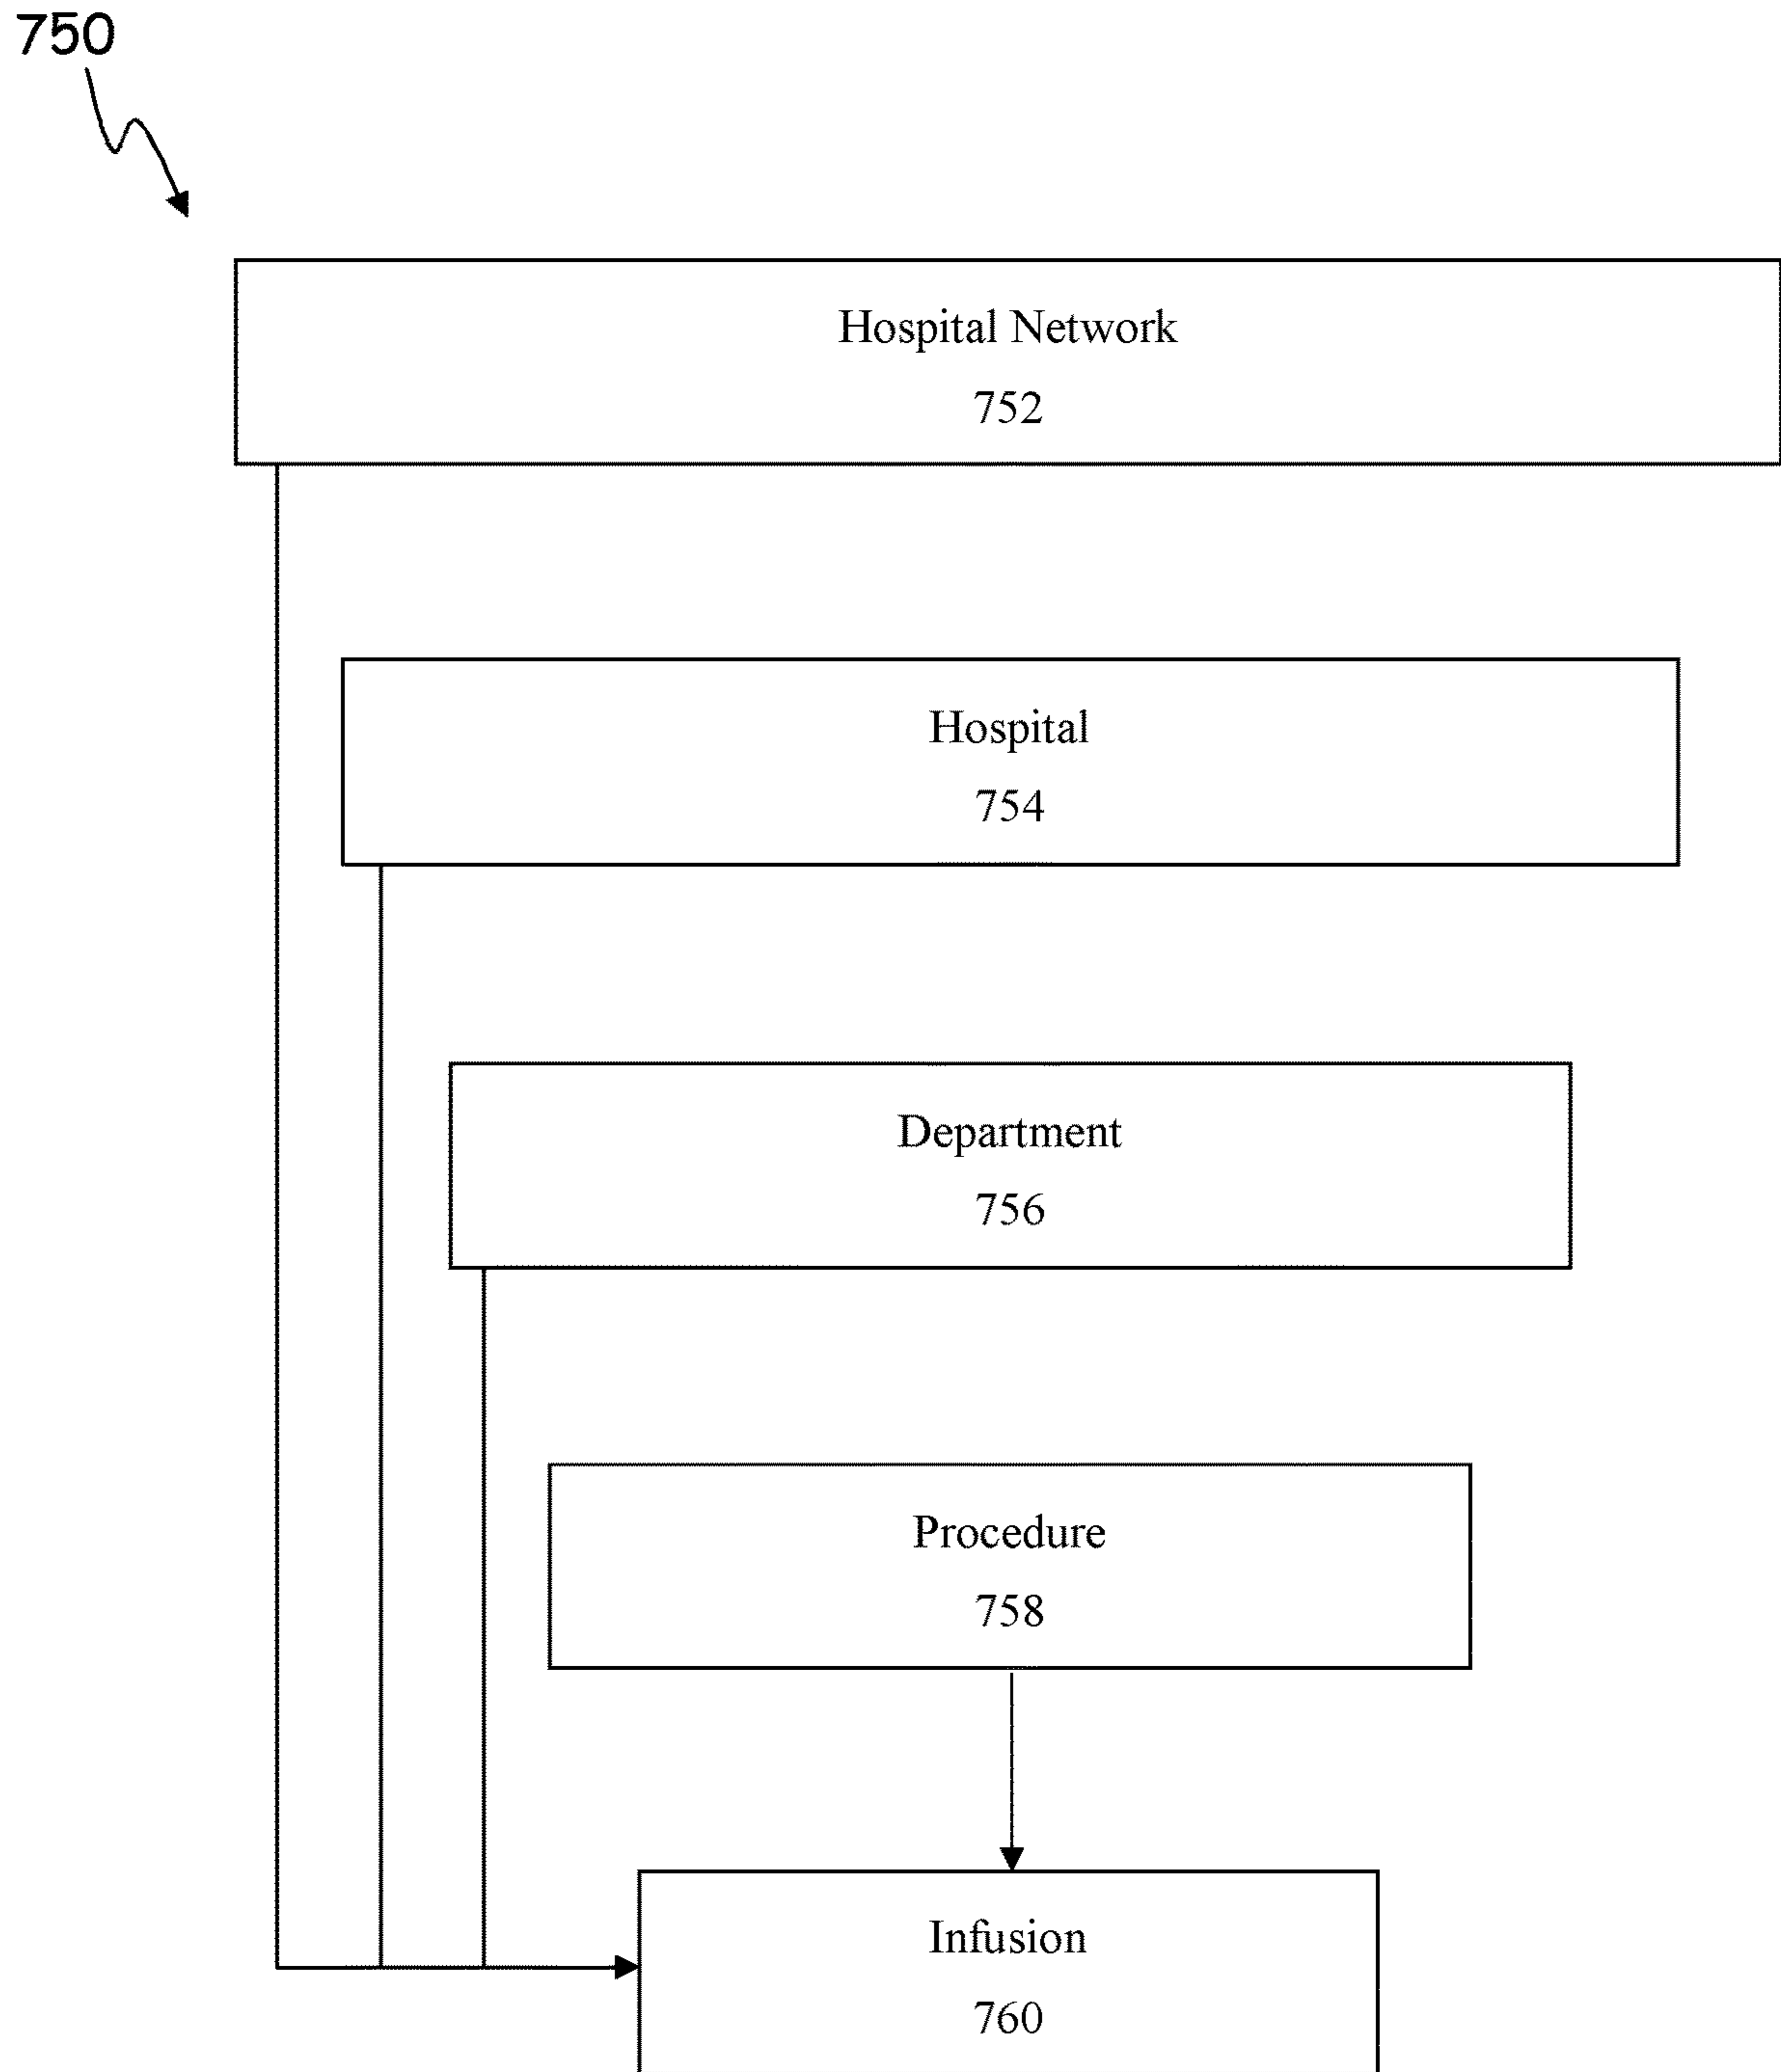 750
Hospital Network
752
Hospital
754
Department
756
Procedure
758
Infusion
760